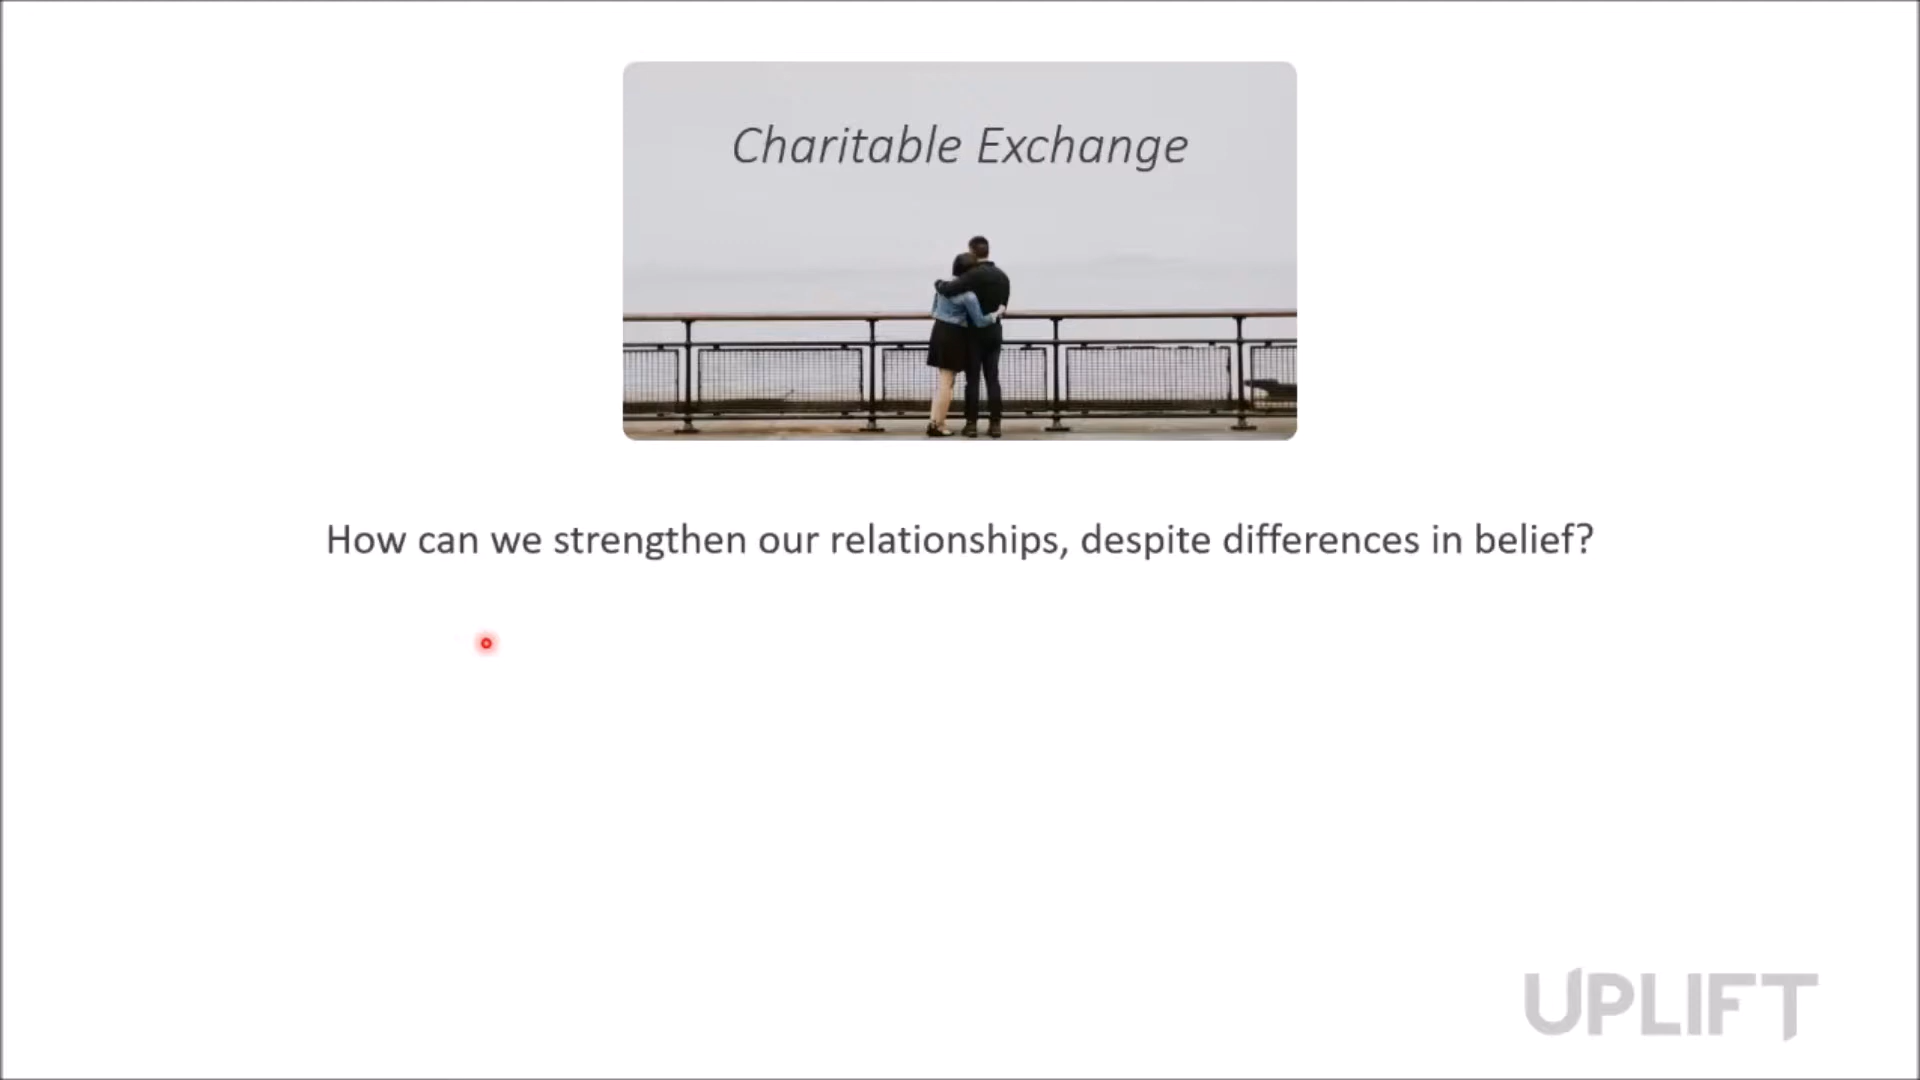 Charitable Exchange
How can we strengthen our relationships, despite differences in belief?
UPLIFT